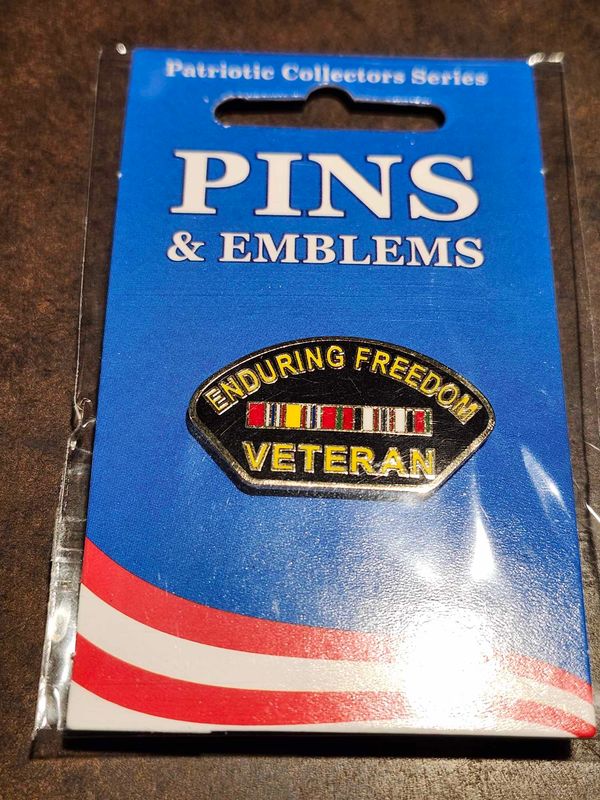 Patriotic Collectors Series
PINS
& EMBLEMS
ENDURING FREEDOM
VETERAN